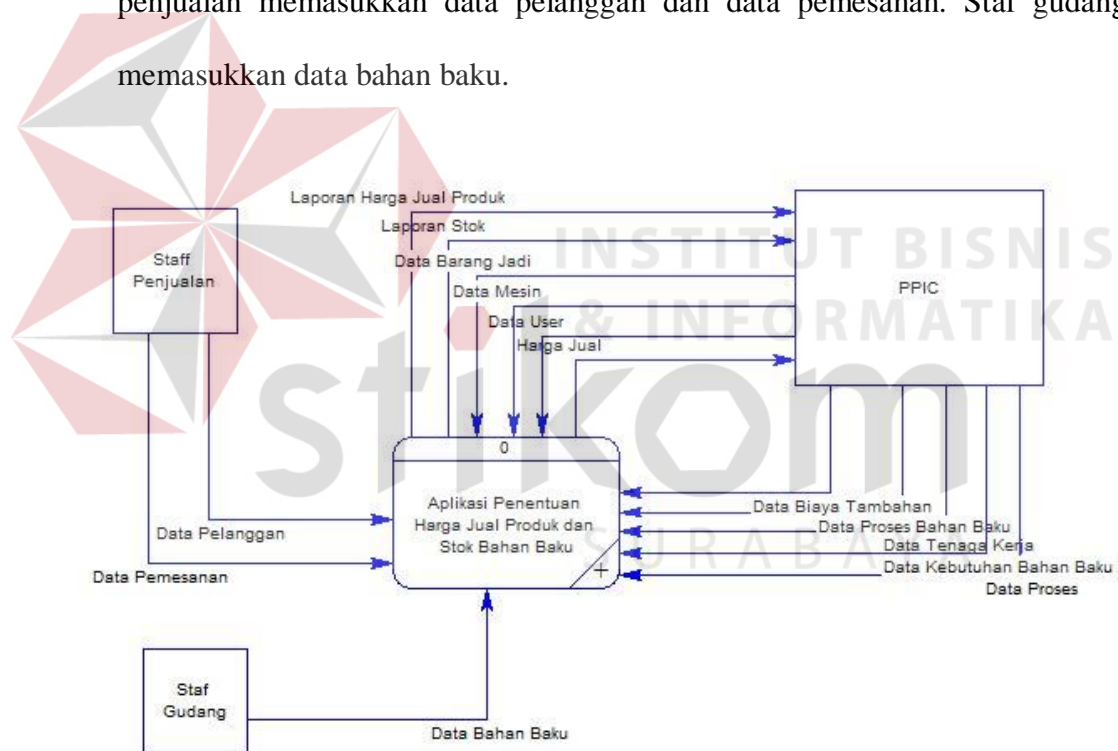 penjualan memasukkan data pelanggan dan data pemesanan. Staf gudang
memasukkan data bahan baku.
Laporan Harga Jual Produk
Laporan Stok
Data Barang Jadi
Data Mesin
Data User
Harga Jual
Staff
Penjualan
PPIC
INSTITUT BISNIS
& INFORMATIKA
stikom
SURABAYA
0
Aplikasi Penentuan
Harga Jual Produk dan
Stok Bahan Baku
+
Data Pelanggan
Data Pemesanan
Data Biaya Tambahan
Data Proses Bahan Baku
Data Tenaga Kerja
Data Kebutuhan Bahan Baku
Data Proses
Staf
Gudang
Data Bahan Baku